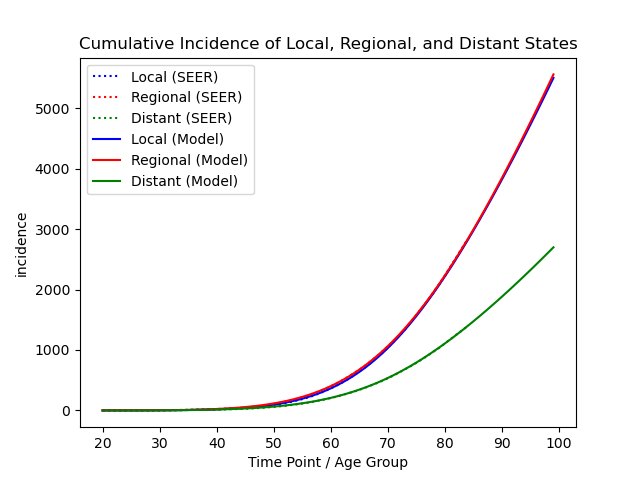 Cumulative Incidence of Local, Regional, and Distant States
Local (SEER)
Regional (SEER)
Distant (SEER)
Local (Model)
Regional (Model)
Distant (Model)
5000
4000
3000
2000
1000
0
incidence
20 30 40 50 60 70 80 90 100
Time Point / Age Group